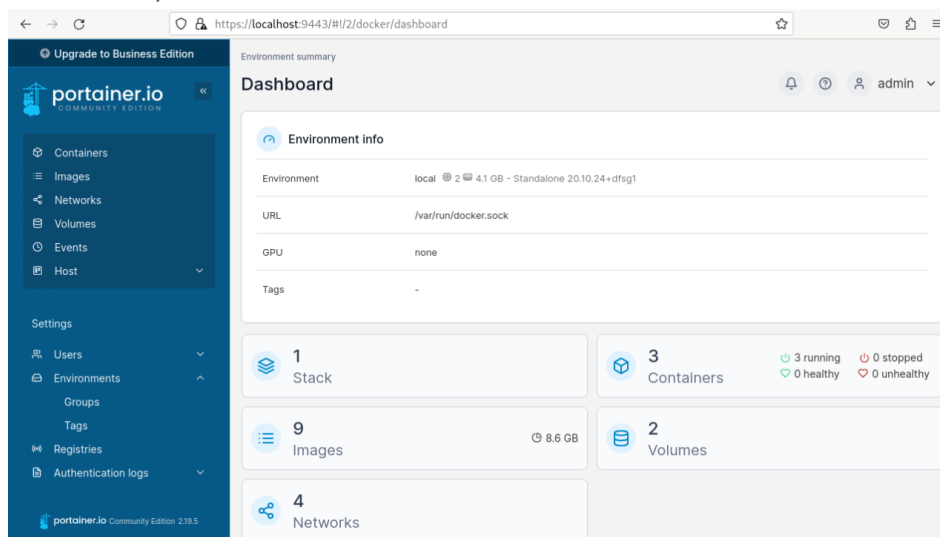 https://localhost:9443/#!/2/docker/dashboard
Upgrade to Business Edition
portainer.io
COMMUNITY EDITION
Containers
Images
Networks
Volumes
Events
Host
Settings
Users
Environments
Groups
Tags
Registries
Authentication logs
portainer.io Community Edition 2.19.5
Environment summary
Dashboard
admin
Environment info
Environment local 2 4.1 GB - Standalone 20.10.24+dfsg1
URL /var/run/docker.sock
GPU none
Tags -
1
Stack
3
Containers
3 running 0 stopped
0 healthy 0 unhealthy
9
Images
8.6 GB
2
Volumes
4
Networks